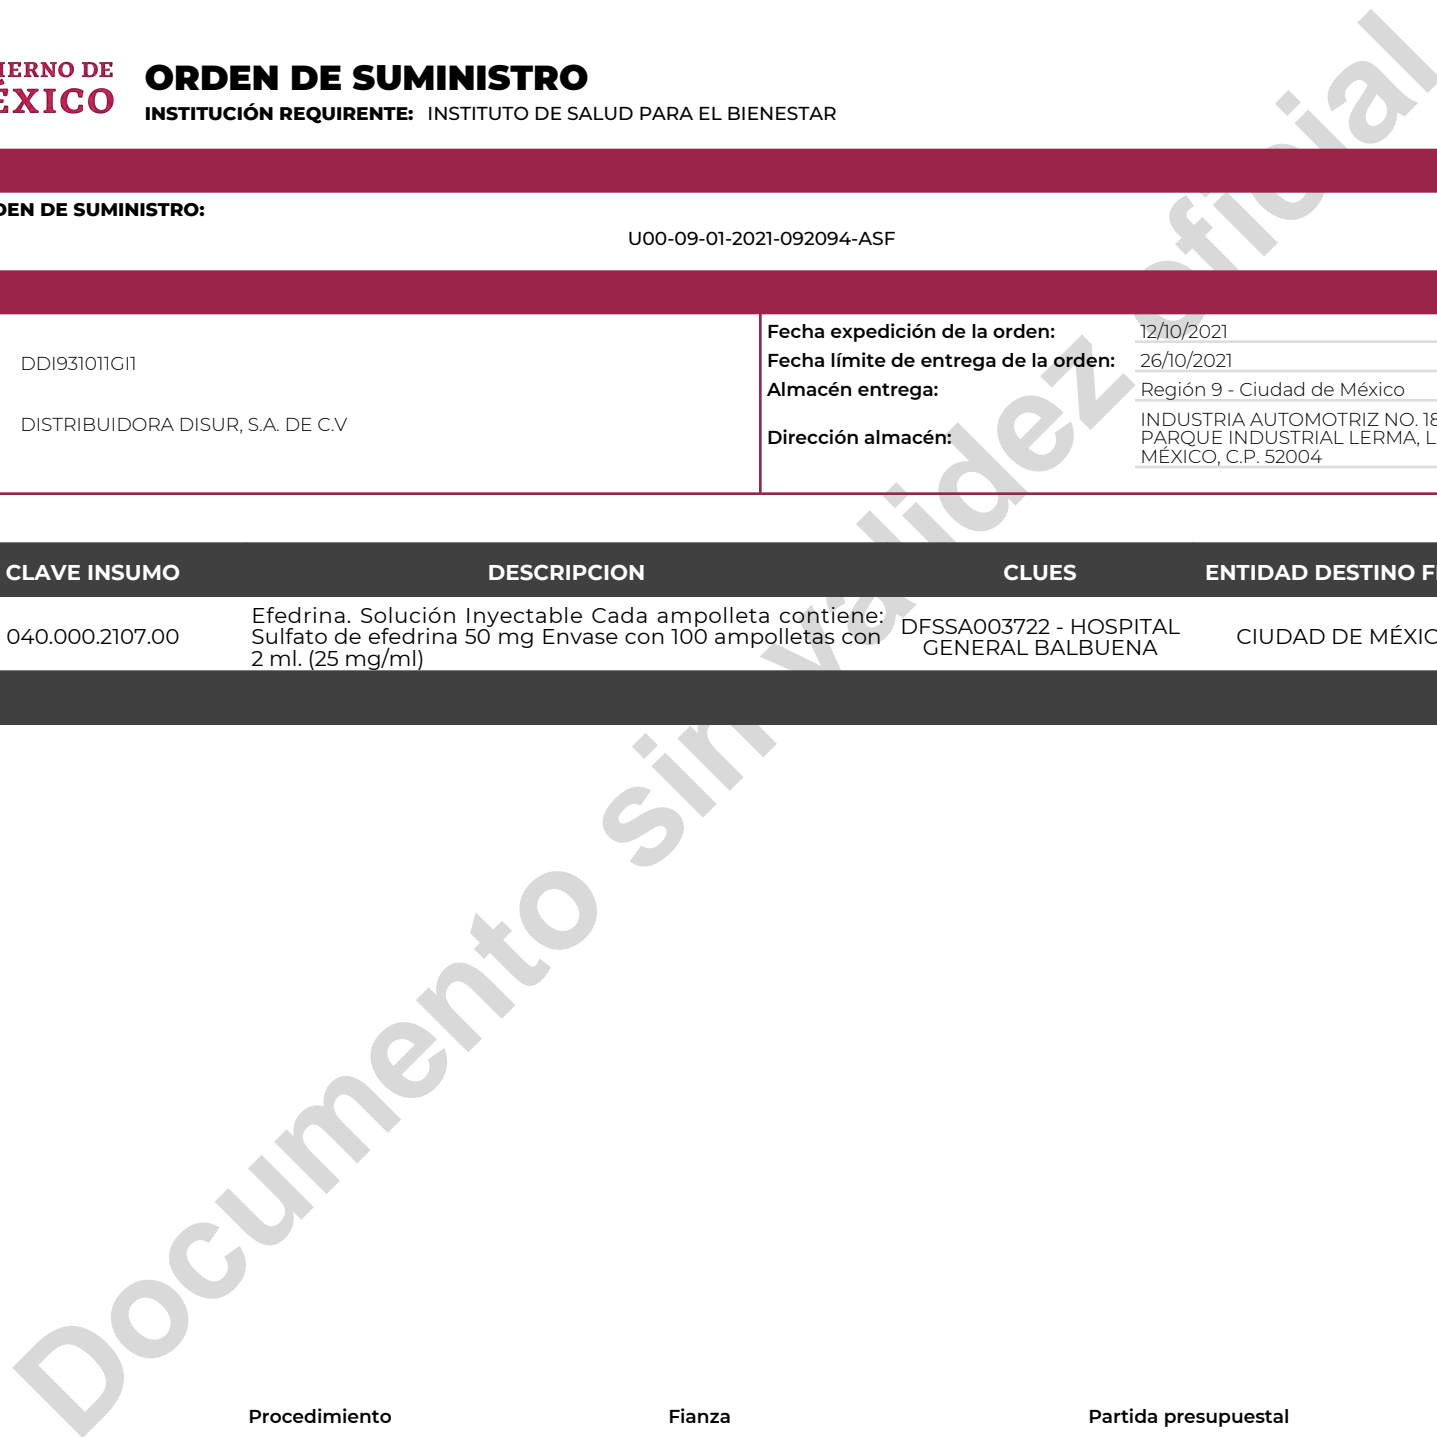 IERNO DE
ÉXICO
ORDEN DE SUMINISTRO
INSTITUCIÓN REQUIRENTE: INSTITUTO DE SALUD PARA EL BIENESTAR
DEN DE SUMINISTRO:
U00-09-01-2021-092094-ASF
DDI931011GI1
DISTRIBUIDORA DISUR, S.A. DE C.V
Fecha expedición de la orden: 12/10/2021
Fecha límite de entrega de la orden: 26/10/2021
Almacén entrega: Región 9 - Ciudad de México
Dirección almacén:
INDUSTRIA AUTOMOTRIZ NO. 18
PARQUE INDUSTRIAL LERMA, L
MÉXICO, C.P. 52004
CLAVE INSUMO DESCRIPCION CLUES ENTIDAD DESTINO F
040.000.2107.00
Efedrina. Solución Inyectable Cada ampolleta contiene:
Sulfato de efedrina 50 mg Envase con 100 ampolletas con
2 ml. (25 mg/ml)
DFSSA003722 - HOSPITAL
GENERAL BALBUENA
CIUDAD DE MÉXIC
Documento sin validez oficial
Procedimiento Fianza Partida presupuestal